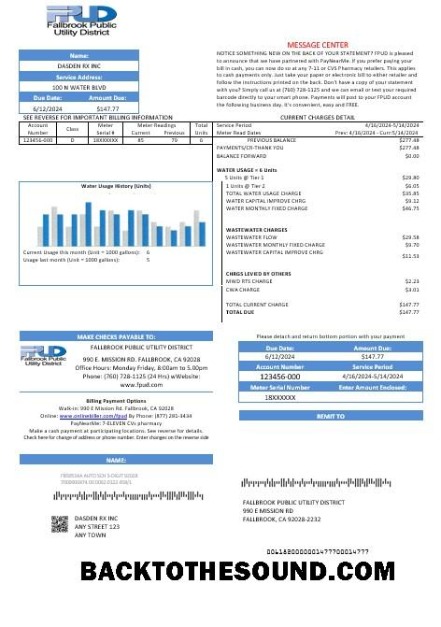 FPUD
Fallbrook Public
Utility District
Name:
DASDEN RX INC
Service Address:
100 N WATER BLVD
Due Date: Amount Due:
6/12/2024 $147.77
MESSAGE CENTER
NOTICE SOMETHING NEW ON THE BACK OF YOUR STATEMENT? FPUD is pleased
to announce that we have partnered with PayNearMe. If you prefer paying your
bill in cash, you can now do so at any 7-11 or CVS Pharmacy retailers. This applies
to cash payments only. Just take your paper or electronic bill to either retailer and
follow the instructions printed on the back. Don't have a copy of your statement
with you? Simply call us at (760) 728-1125 and we can email or text your required
barcode directly to your smart phone. Payments will post to your FPUD account
the following business day. It's convenient, easy and FREE.
SEE REVERSE FOR IMPORTANT BILLING INFORMATION
Account Number Class Meter Serial # Meter Readings Current Previous Total Units
123456-000 D 18XXXXXX 85 79 6
CURRENT CHARGES DETAIL
Service Period 4/16/2024-5/14/2024
Meter Read Dates Prev: 4/16/2024 - Curr:5/14/2024
PREVIOUS BALANCE $277.48
PAYMENTS/CR-THANK YOU $277.48
BALANCE FORWARD $0.00
WATER USAGE = 6 Units
5 Units @ Tier 1 $29.80
1 Units @ Tier 2 $6.05
TOTAL WATER USAGE CHARGE $35.85
WATER CAPITAL IMPROVE CHRG $9.12
WATER MONTHLY FIXED CHARGE $46.75
WASTEWATER CHARGES
WASTEWATER FLOW $29.58
WASTEWATER MONTHLY FIXED CHARGE $9.70
WASTEWATER CAPITAL IMPROV CHRG $11.53
CHRGS LEVIED BY OTHERS
MWD RTS CHARGE $2.23
CWA CHARGE $3.01
TOTAL CURRENT CHARGE $147.77
TOTAL DUE $147.77
Water Usage History [Units]
Current Usage this month (Unit = 1000 gallons): 6
Usage last month (Unit = 1000 gallons): 5
MAKE CHECKS PAYABLE TO:
FPUD
Fallbrook Public
Utility District
FALLBROOK PUBLIC UTILITY DISTRICT
990 E. MISSION RD. FALLBROOK, CA 92028
Office Hours: Monday Friday, 8:00am to 5.00pm
Phone: (760) 728-1125 (24 Hrs) wWebsite:
www.fpud.com
Billing Payment Options
Walk-in: 990 E Mission Rd. Fallbrook, CA 92028
Online: www.onlinebiller.com/fpud By Phone: (877) 293-3434
PayNearMe: 7-ELEVEN CVs pharmacy
Make a cash payment at participating locations. See reverse for details.
Check here for change of address or phone number. Enter changes on the reverse side
Please detach and return bottom portion with your payment
Due Date: Amount Due:
6/12/2024 $147.77
Account Number Service Period
123456-000 4/16/2024-5/14/2024
Meter Serial Number Enter Amount Enclosed:
18XXXXXX
REMIT TO
NAME:
DASDEN RX INC
ANY STREET 123
ANY TOWN
FALLBROOK PUBLIC UTILITY DISTRICT
990 E MISSION RD
FALLBROOK, CA 92028-2232
BACKTOTHESOUND.COM